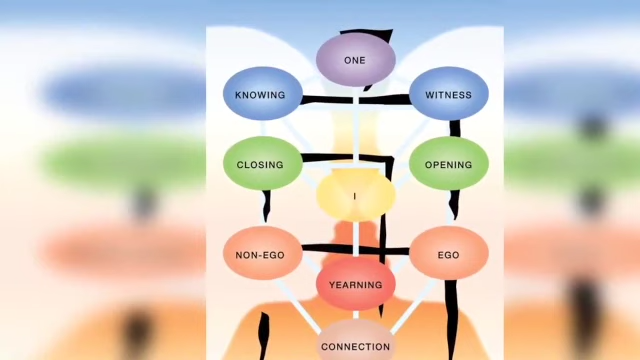 ONE
KNOWING
WITNESS
CLOSING
OPENING
I
NON-EGO
EGO
YEARNING
CONNECTION